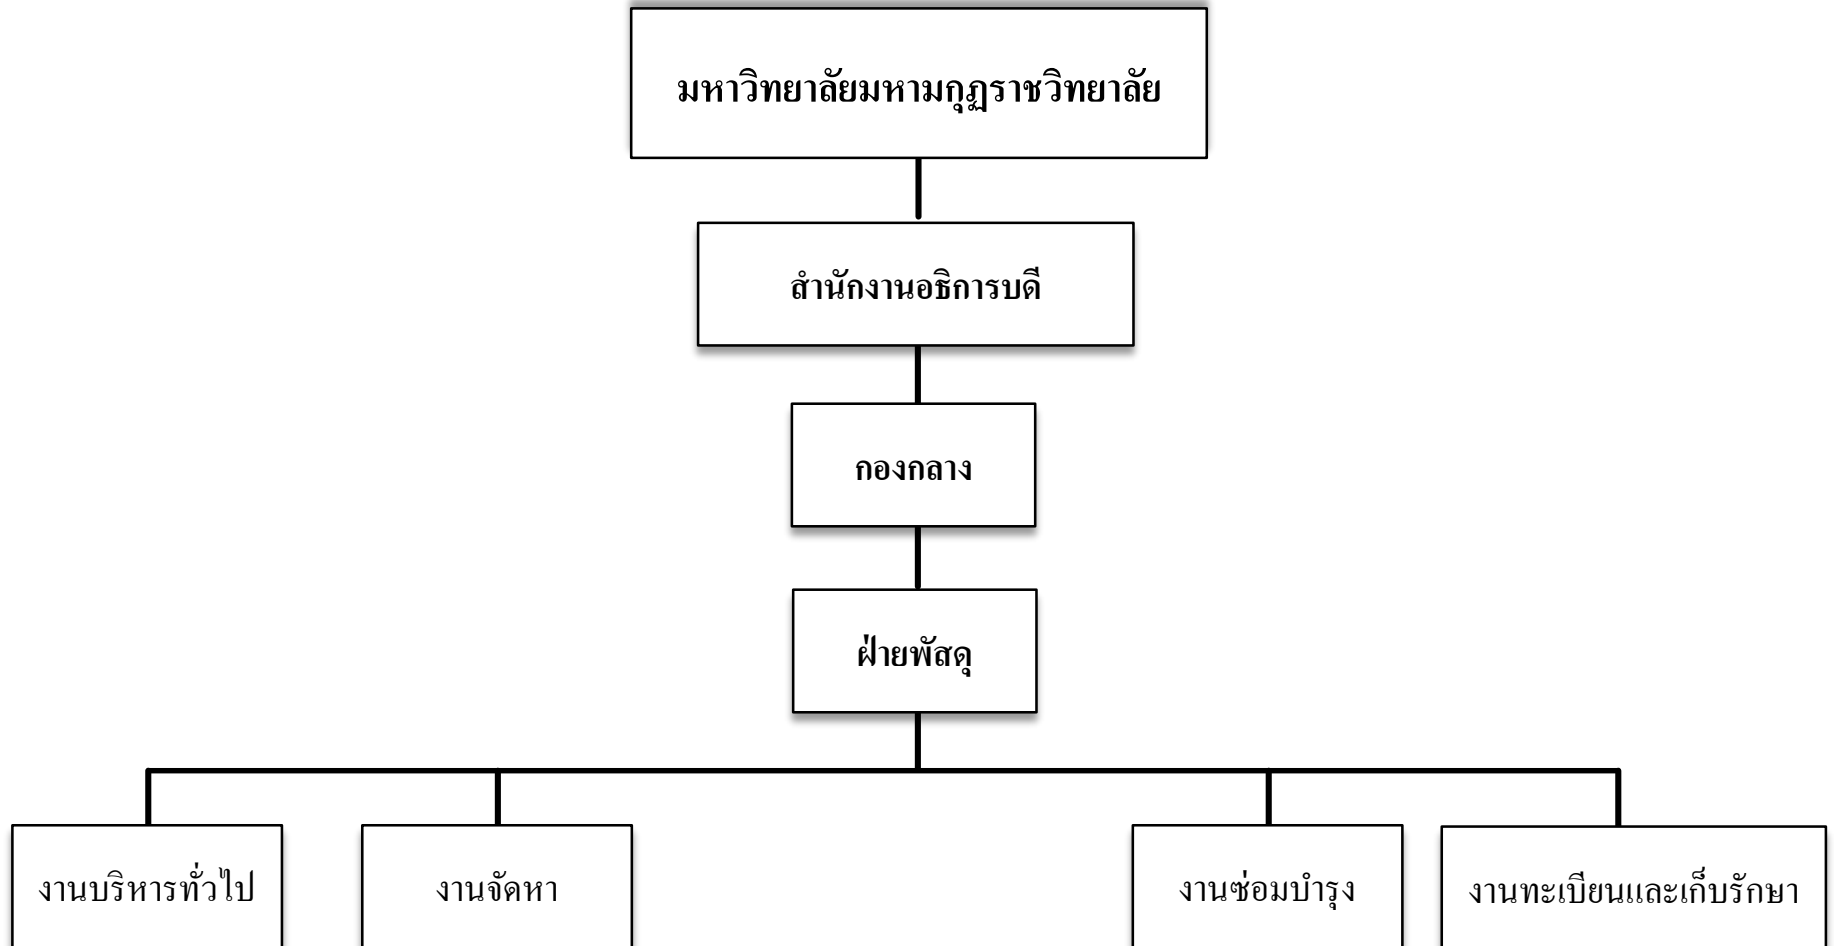 มหาวิทยาลัยมหามกุฏราชวิทยาลัย
สำนักงานอธิการบดี
กองกลาง
ฝ่ายพัสดุ
งานบริหารทั่วไป
งานจัดหา
งานซ่อมบำรุง
งานทะเบียนและเก็บรักษา